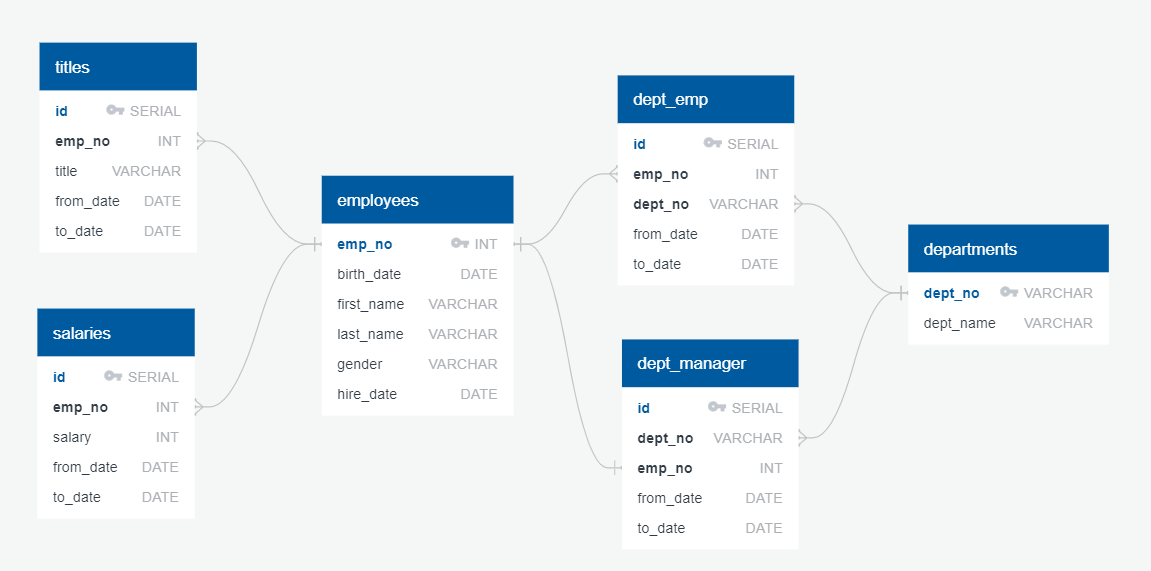 titles
id SERIAL
emp_no INT
title VARCHAR
from_date DATE
to_date DATE
salaries
id SERIAL
emp_no INT
salary INT
from_date DATE
to_date DATE
employees
emp_no INT
birth_date DATE
first_name VARCHAR
last_name VARCHAR
gender VARCHAR
hire_date DATE
dept_emp
id SERIAL
emp_no INT
dept_no VARCHAR
from_date DATE
to_date DATE
dept_manager
id SERIAL
dept_no VARCHAR
emp_no INT
from_date DATE
to_date DATE
departments
dept_no VARCHAR
dept_name VARCHAR